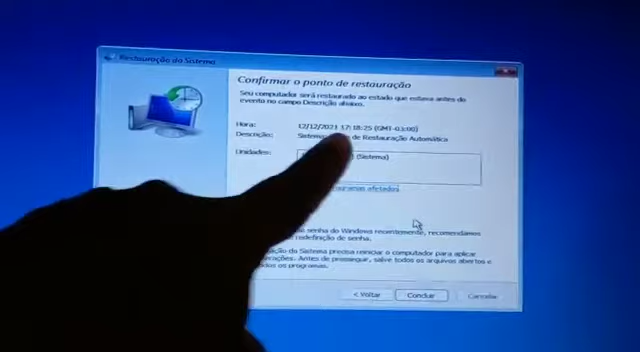 Restauração do Sistema
Confirmar o ponto de restauração
Seu computador será restaurado ao estado que estava antes do
evento no campo Descrição abaixo.
Hora: 12/12/2021 17:18:25 (GMT-03:00)
Descrição: de Restauração Automática
Unidades: (Sistema)
programas afetados
senha do Windows recentemente, recomendamos
redefinição de senha.
do Sistema precisa reiniciar o computador para aplicar
Antes de prosseguir, salve todos os arquivos abertos e
os programas.
< Voltar Concluir Cancelar